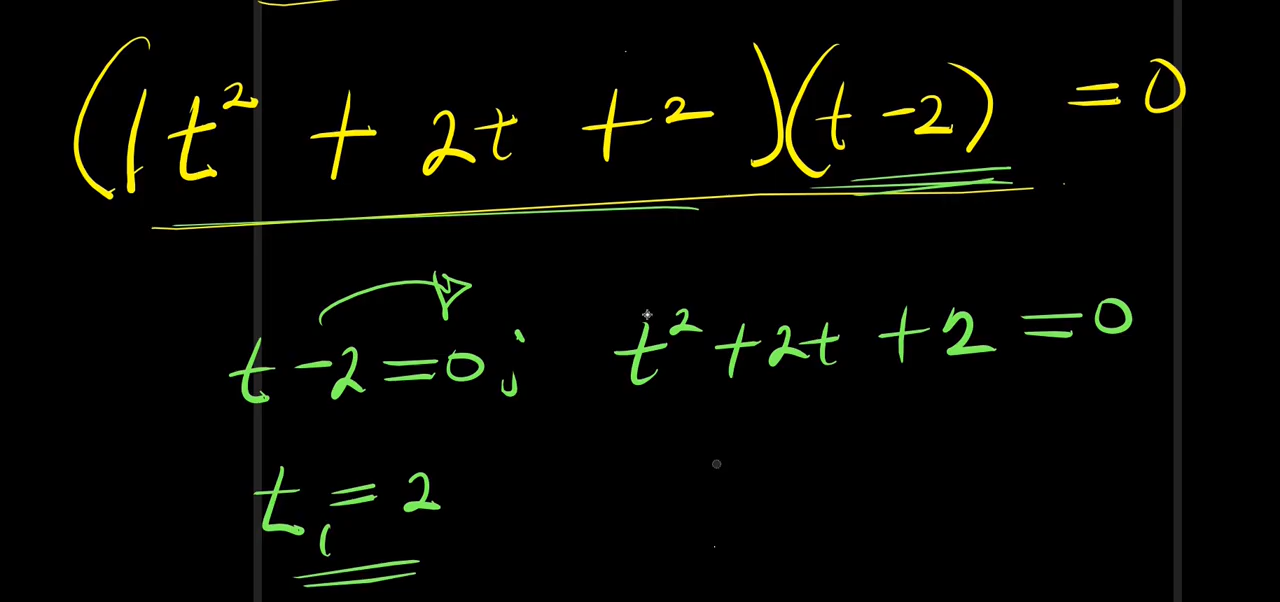 (1t² + 2t + 2)(t - 2) = 0
t - 2 = 0; t² + 2t + 2 = 0
t₁ = 2